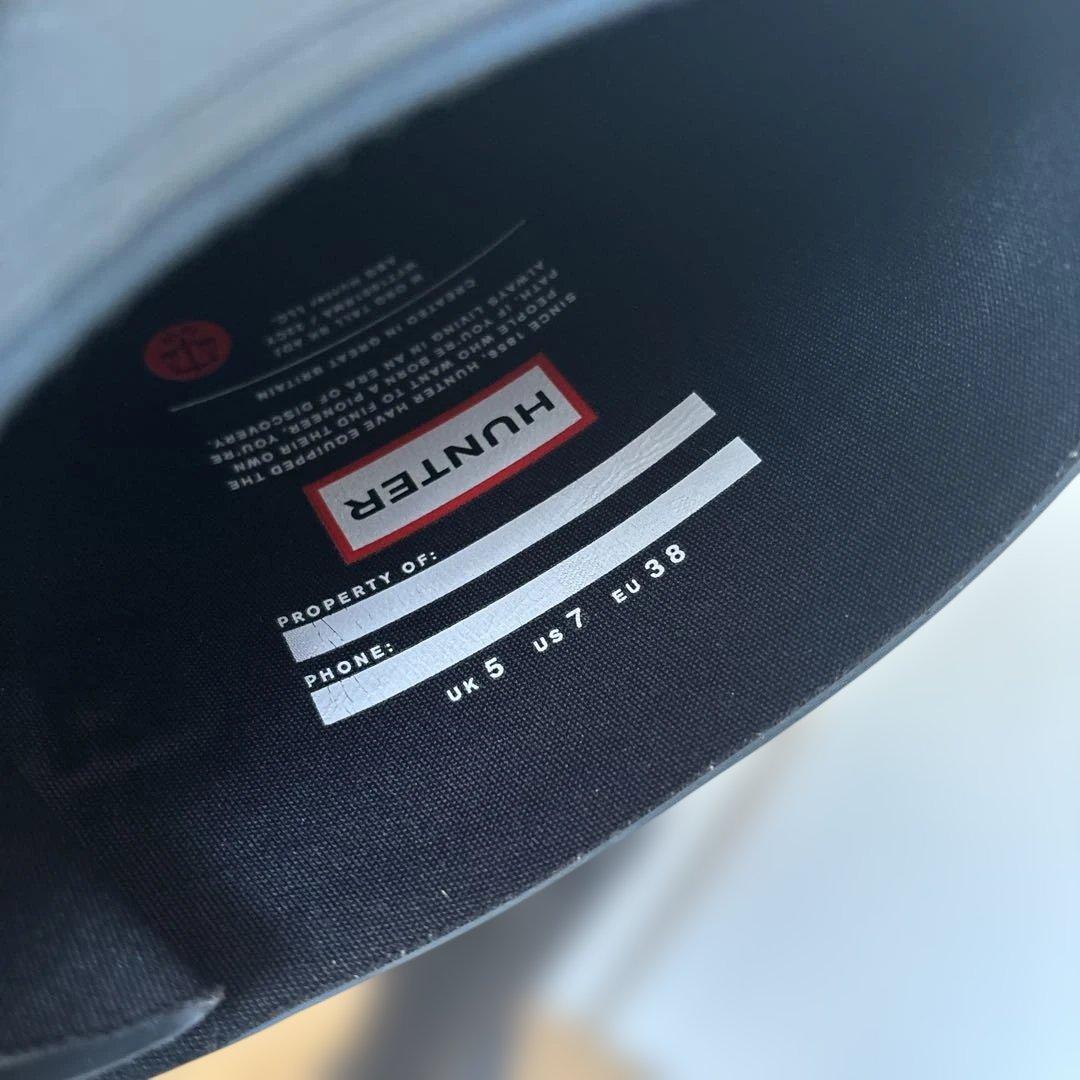 PROPERTY OF:
PHONE:
UK 5 US 7 EU 38
HUNTER
SINCE 1856, HUNTER HAVE EQUIPPED THE
PEOPLE WHO WANT TO FIND THEIR OWN
PATH. IF YOU'RE BORN A PIONEER, YOU'RE
ALWAYS LIVING IN AN ERA OF DISCOVERY.
CREATED IN GREAT BRITAIN